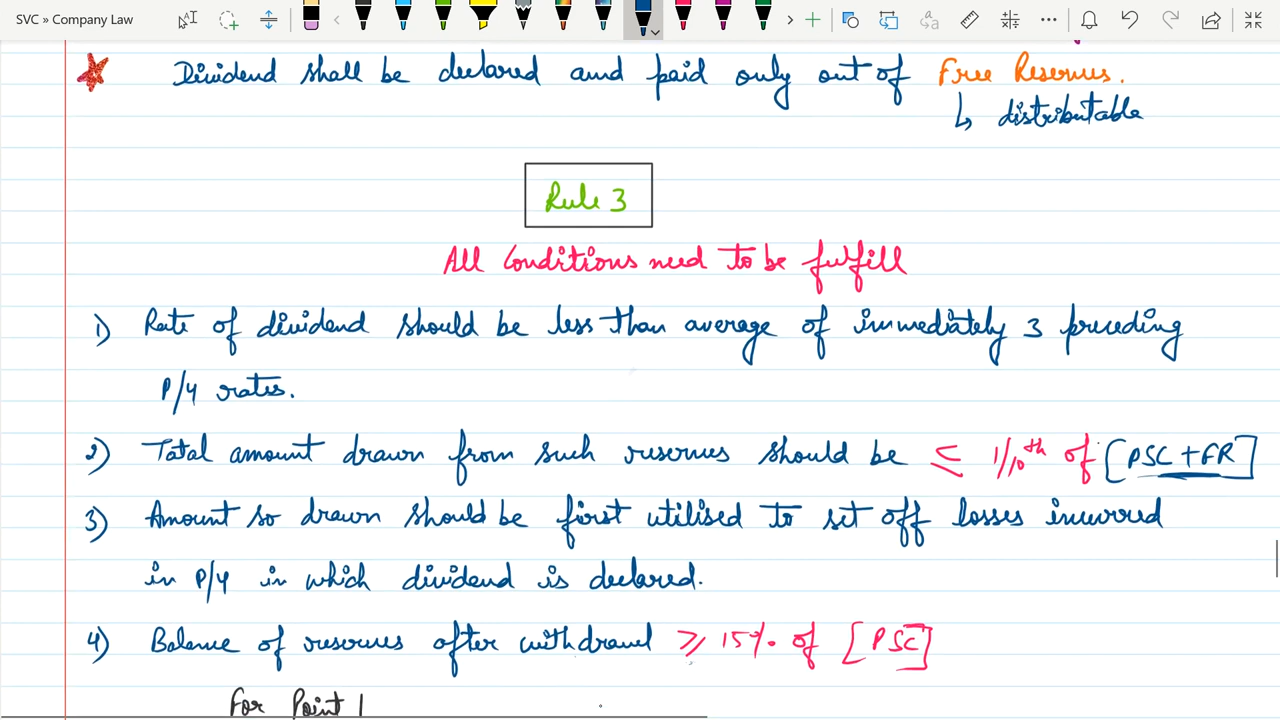 SVC » Company Law
Dividend shall be declared and paid only out of Free Reserves.
↳ distributable
Rule 3
All Conditions need to be fulfill
1) Rate of dividend should be less than average of immediately 3 preceding
P/Y rates.
2) Total amount drawn from such reserves should be ≤ 1/10th of [PSC + FR]
3) Amount so drawn should be first utilised to set off losses incurred
in P/Y in which dividend is declared.
4) Balance of reserves after withdrawl ≥ 15% of [PSC]
For Point 1